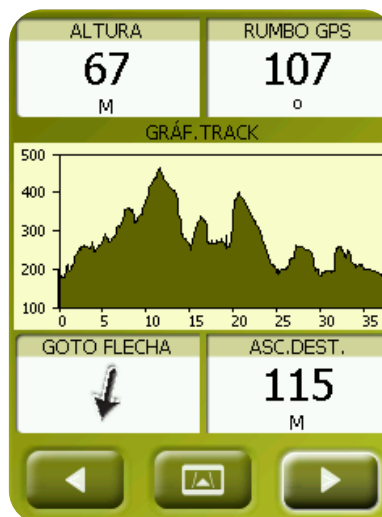 ALTURA
RUMBO GPS
67
107
M
°
GRÁF.TRACK
500
400
300
200
100
0 5 10 15 20 25 30 35
GOTO FLECHA
ASC.DEST.
115
M